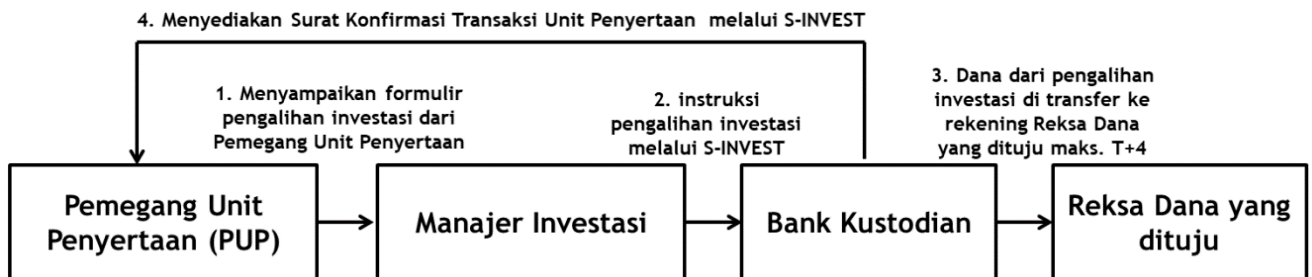 4. Menyediakan Surat Konfirmasi Transaksi Unit Penyertaan melalui S-INVEST
1. Menyampaikan formulir
pengalihan investasi dari
Pemegang Unit Penyertaan
2. instruksi
pengalihan investasi
melalui S-INVEST
3. Dana dari pengalihan
investasi di transfer ke
rekening Reksa Dana
yang dituju maks. T+4
Pemegang Unit
Penyertaan (PUP)
Manajer Investasi
Bank Kustodian
Reksa Dana yang
dituju